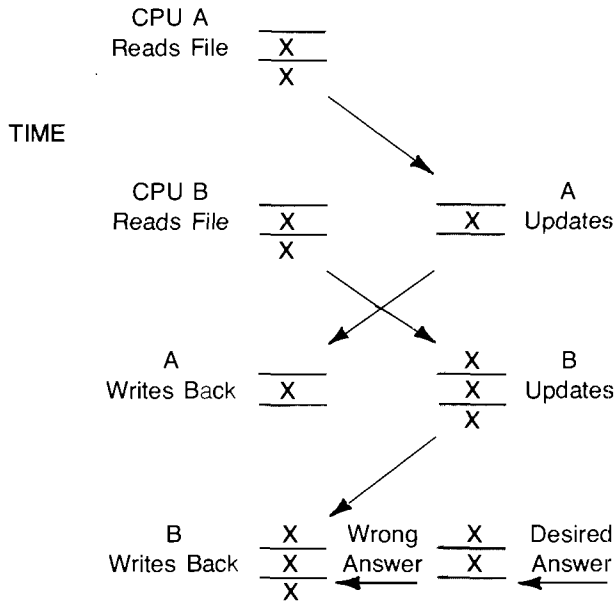 CPU A
Reads File
X
X
TIME
CPU B
Reads File
X
X
X
A
Updates
A
Writes Back
X
X
X
X
B
Updates
B
Writes Back
X
X
X
Wrong
Answer
X
X
Desired
Answer